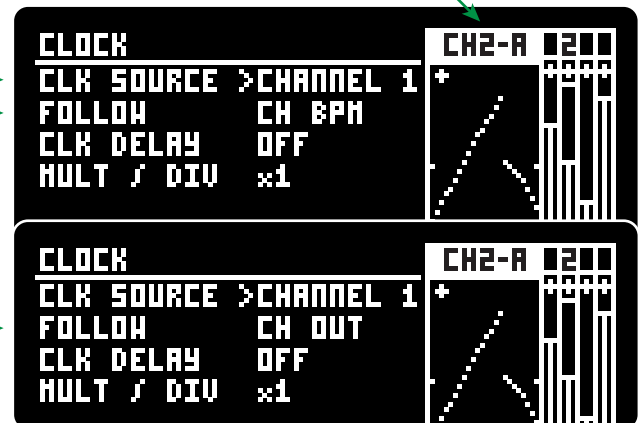 CLOCK
CH2-A 2
CLK SOURCE >CHANNEL 1
FOLLOW CH BPM
CLK DELAY OFF
MULT / DIV x1
CLOCK
CH2-A 2
CLK SOURCE >CHANNEL 1
FOLLOW CH OUT
CLK DELAY OFF
MULT / DIV x1